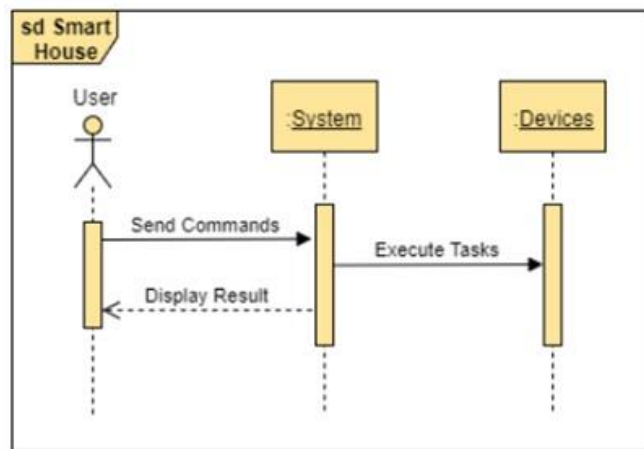 sd Smart
House
User
:System
:Devices
Send Commands
Execute Tasks
Display Result